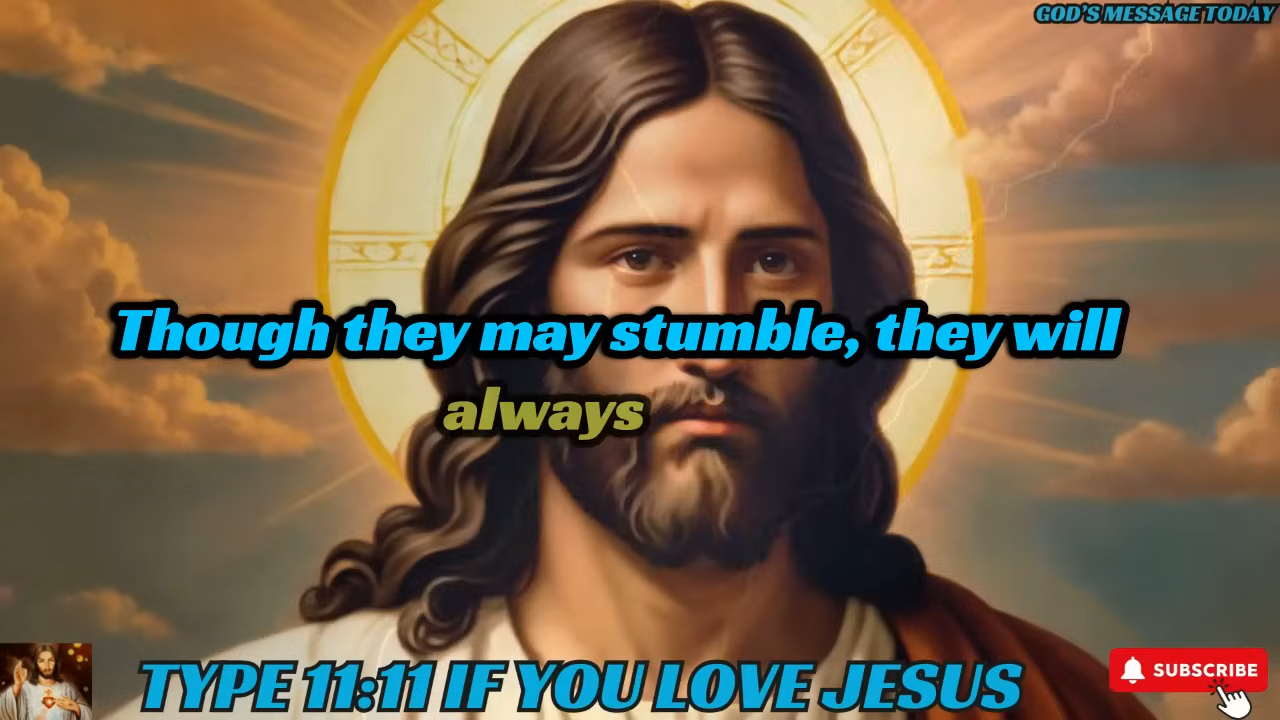 GOD'S MESSAGE TODAY
Though they may stumble, they will
always
TYPE 11:11 IF YOU LOVE JESUS
SUBSCRIBE